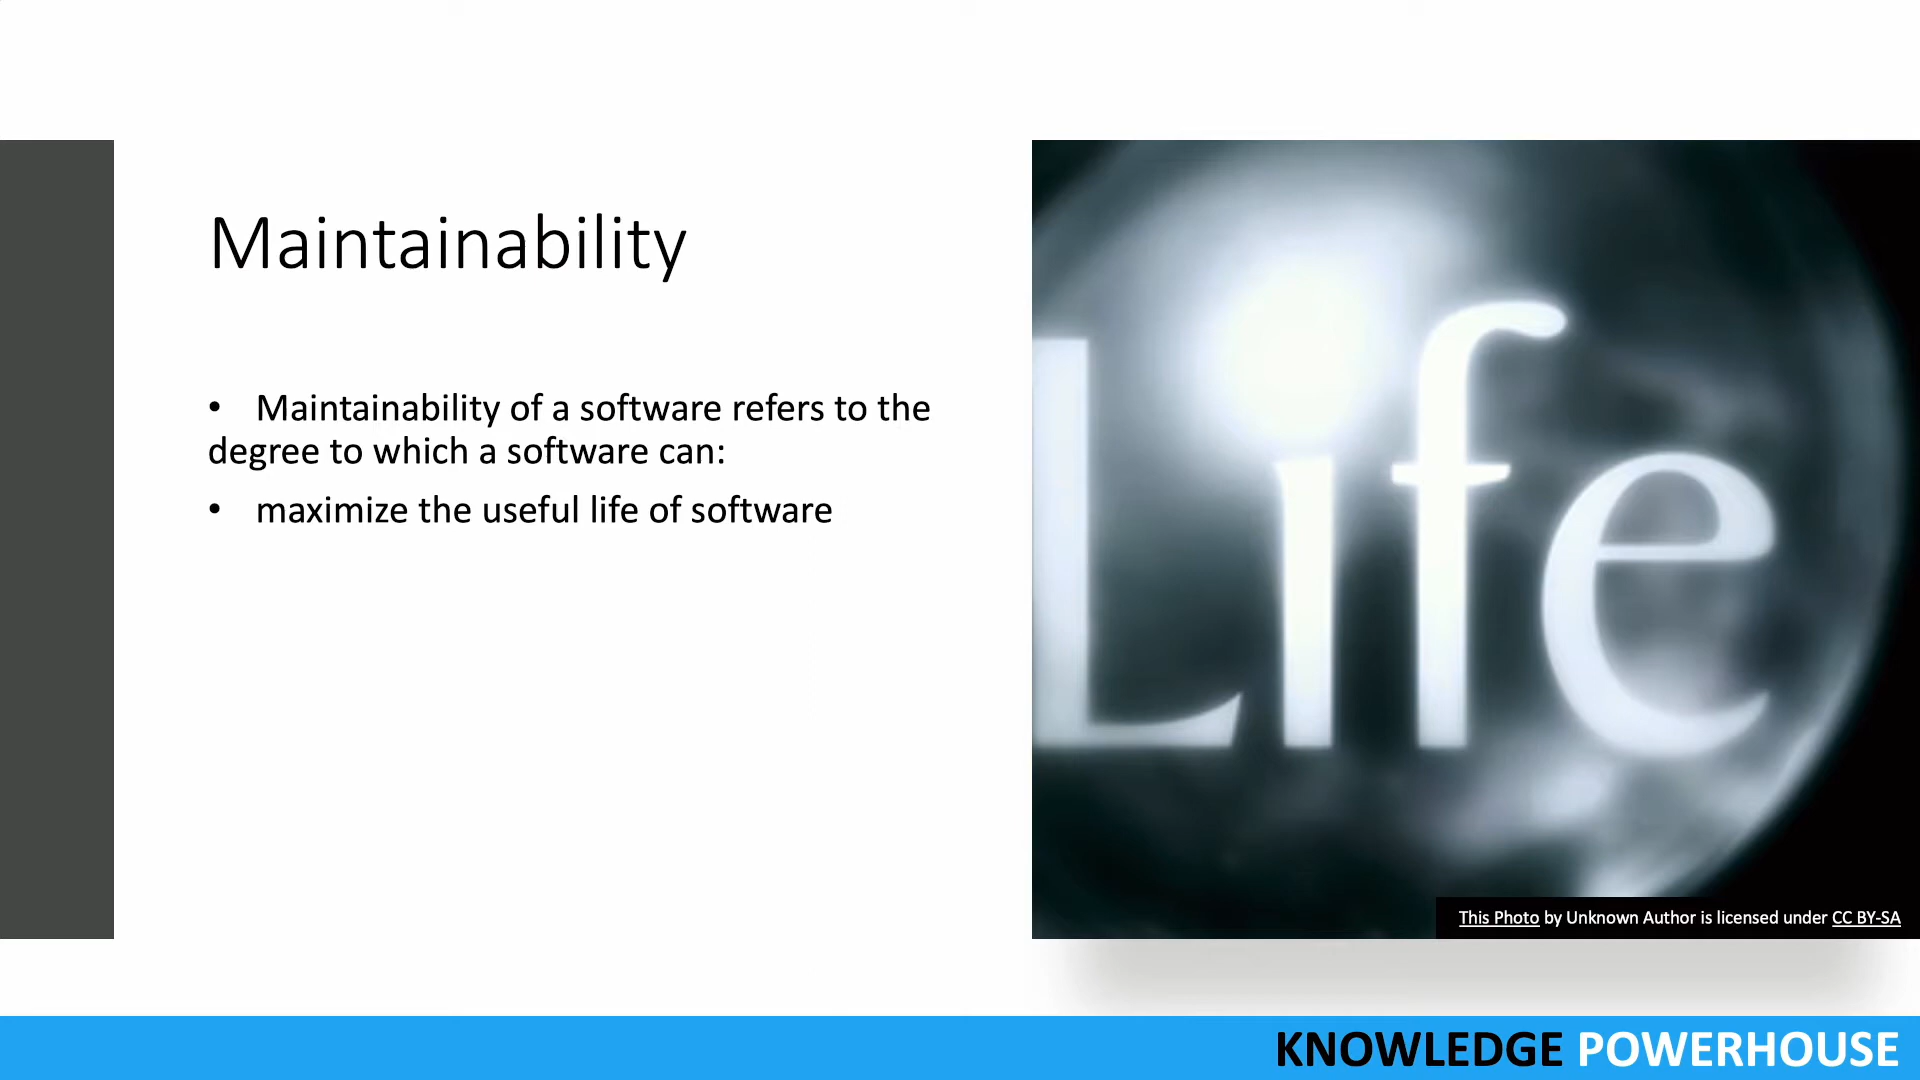 Maintainability
• Maintainability of a software refers to the
degree to which a software can:
• maximize the useful life of software
Life
This Photo by Unknown Author is licensed under CC BY-SA
KNOWLEDGE POWERHOUSE